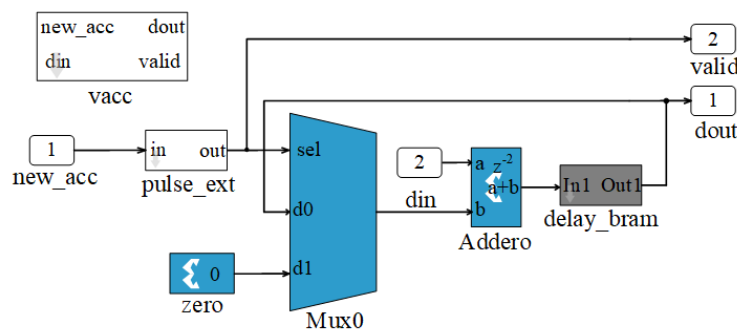 new_acc dout
din valid
vacc
2
valid
1
dout
1
new_acc
in out
pulse_ext
sel
d0
d1
Mux0
0
zero
2
din
a z-2
a+b
b
Addero
In1 Out1
delay_bram